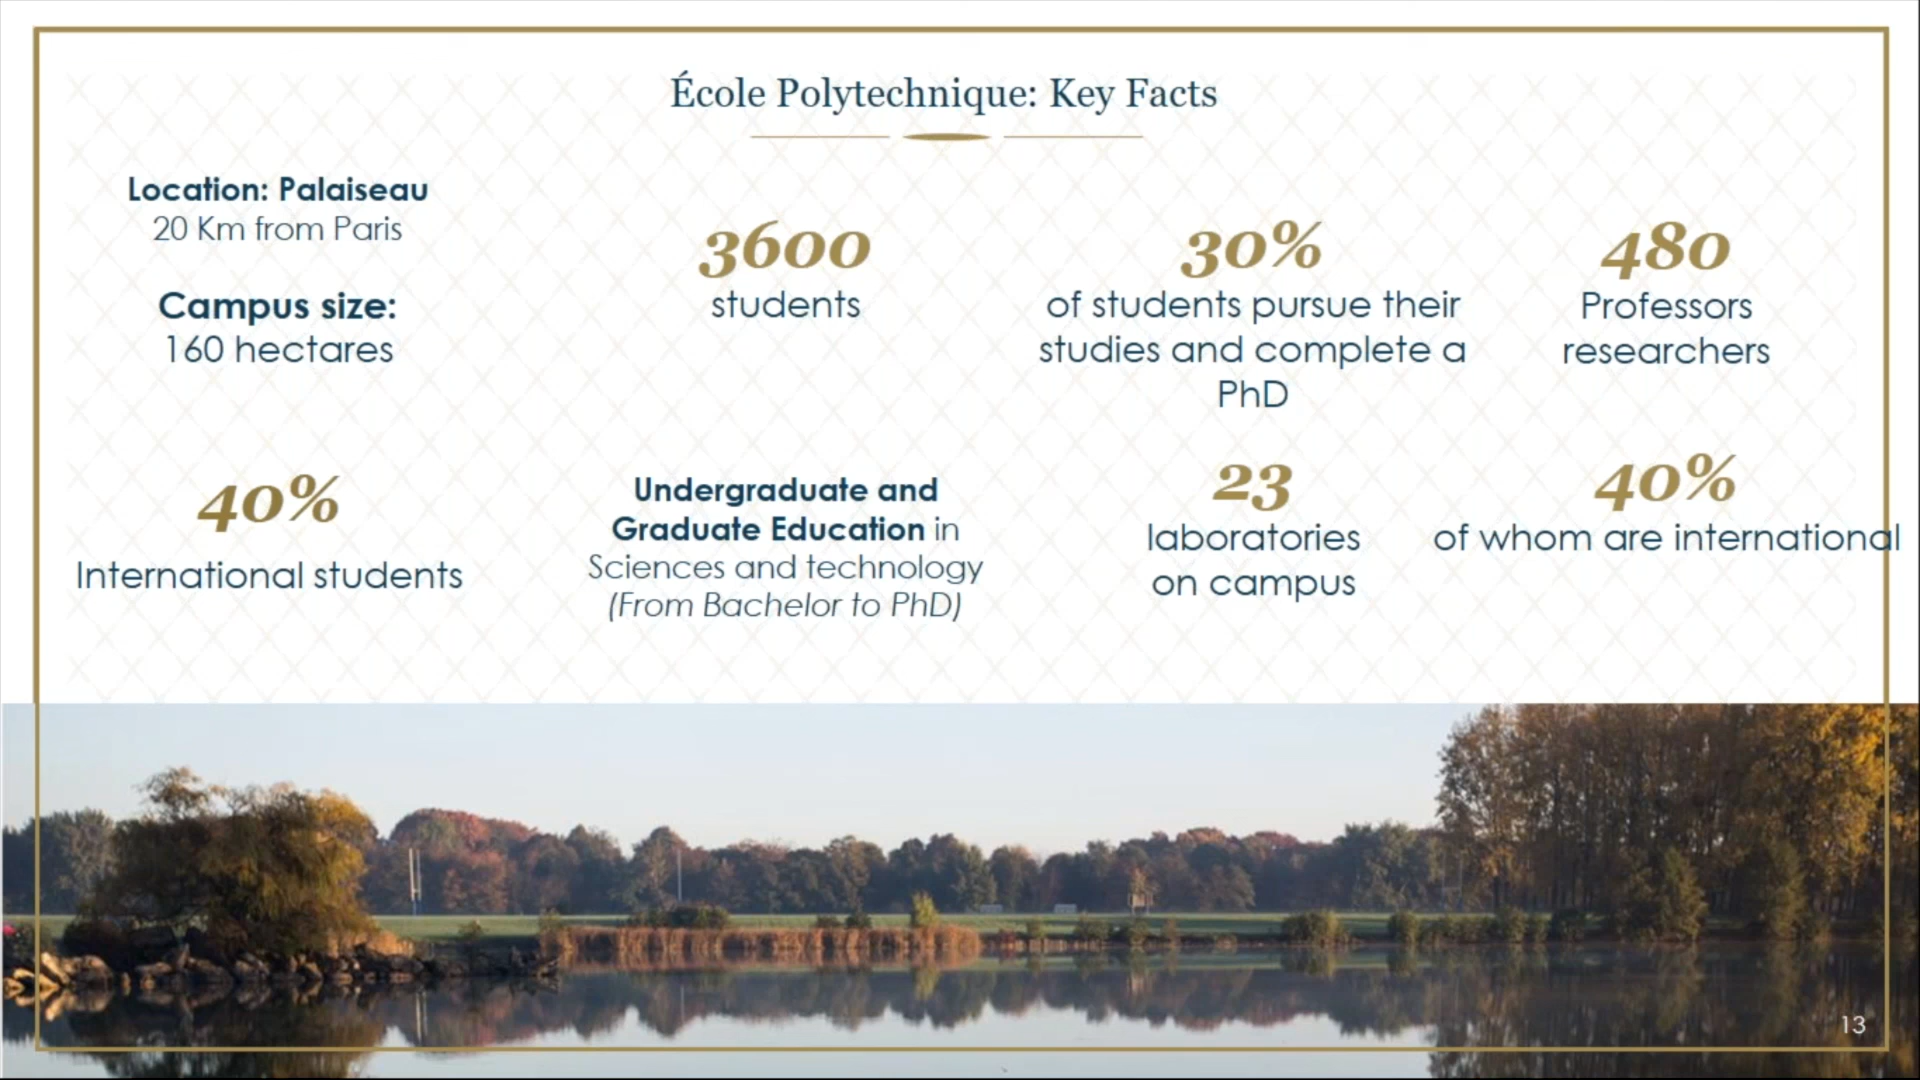 École Polytechnique: Key Facts
Location: Palaiseau
20 Km from Paris
Campus size:
160 hectares
3600
students
30%
of students pursue their
studies and complete a
PhD
480
Professors
researchers
40%
International students
Undergraduate and
Graduate Education in
Sciences and technology
(From Bachelor to PhD)
23
laboratories
on campus
40%
of whom are international
13